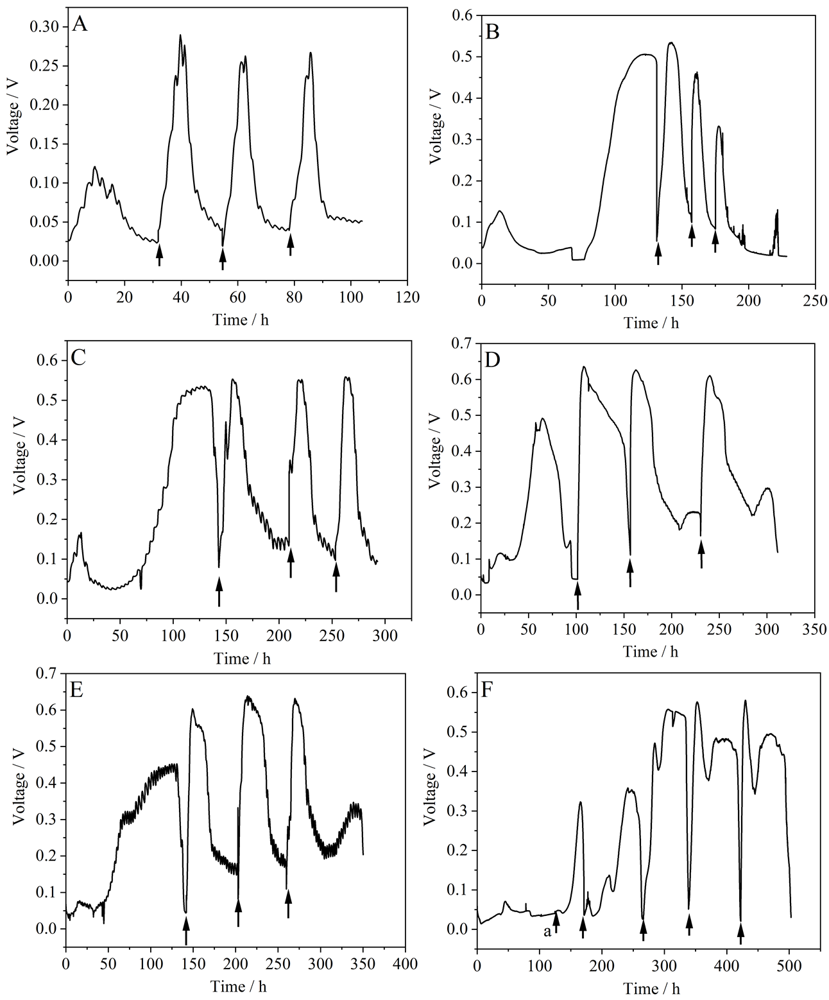 A
0.30
0.25
0.20
0.15
0.10
0.05
0.00
Voltage / V
0 20 40 60 80 100 120
Time / h
B
0.6
0.5
0.4
0.3
0.2
0.1
0.0
Voltage / V
0 50 100 150 200 250
Time / h
C
0.6
0.5
0.4
0.3
0.2
0.1
0.0
Voltage / V
0 50 100 150 200 250 300
Time / h
D
0.7
0.6
0.5
0.4
0.3
0.2
0.1
0.0
Voltage / V
0 50 100 150 200 250 300 350
Time / h
E
0.7
0.6
0.5
0.4
0.3
0.2
0.1
0.0
Voltage / V
0 50 100 150 200 250 300 350 400
Time / h
F
0.6
0.5
0.4
0.3
0.2
0.1
0.0
Voltage / V
a
0 100 200 300 400 500
Time / h